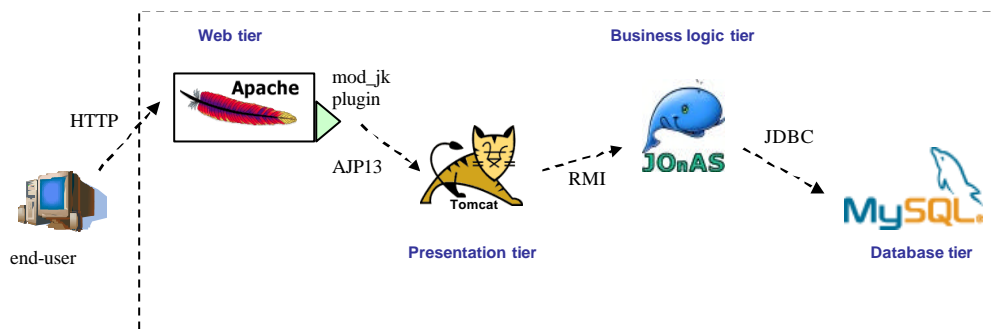 Web tier
Business logic tier
Apache
mod_jk
plugin
HTTP
AJP13
Tomcat
RMI
JOnAS
JDBC
MySQL®
end-user
Presentation tier
Database tier